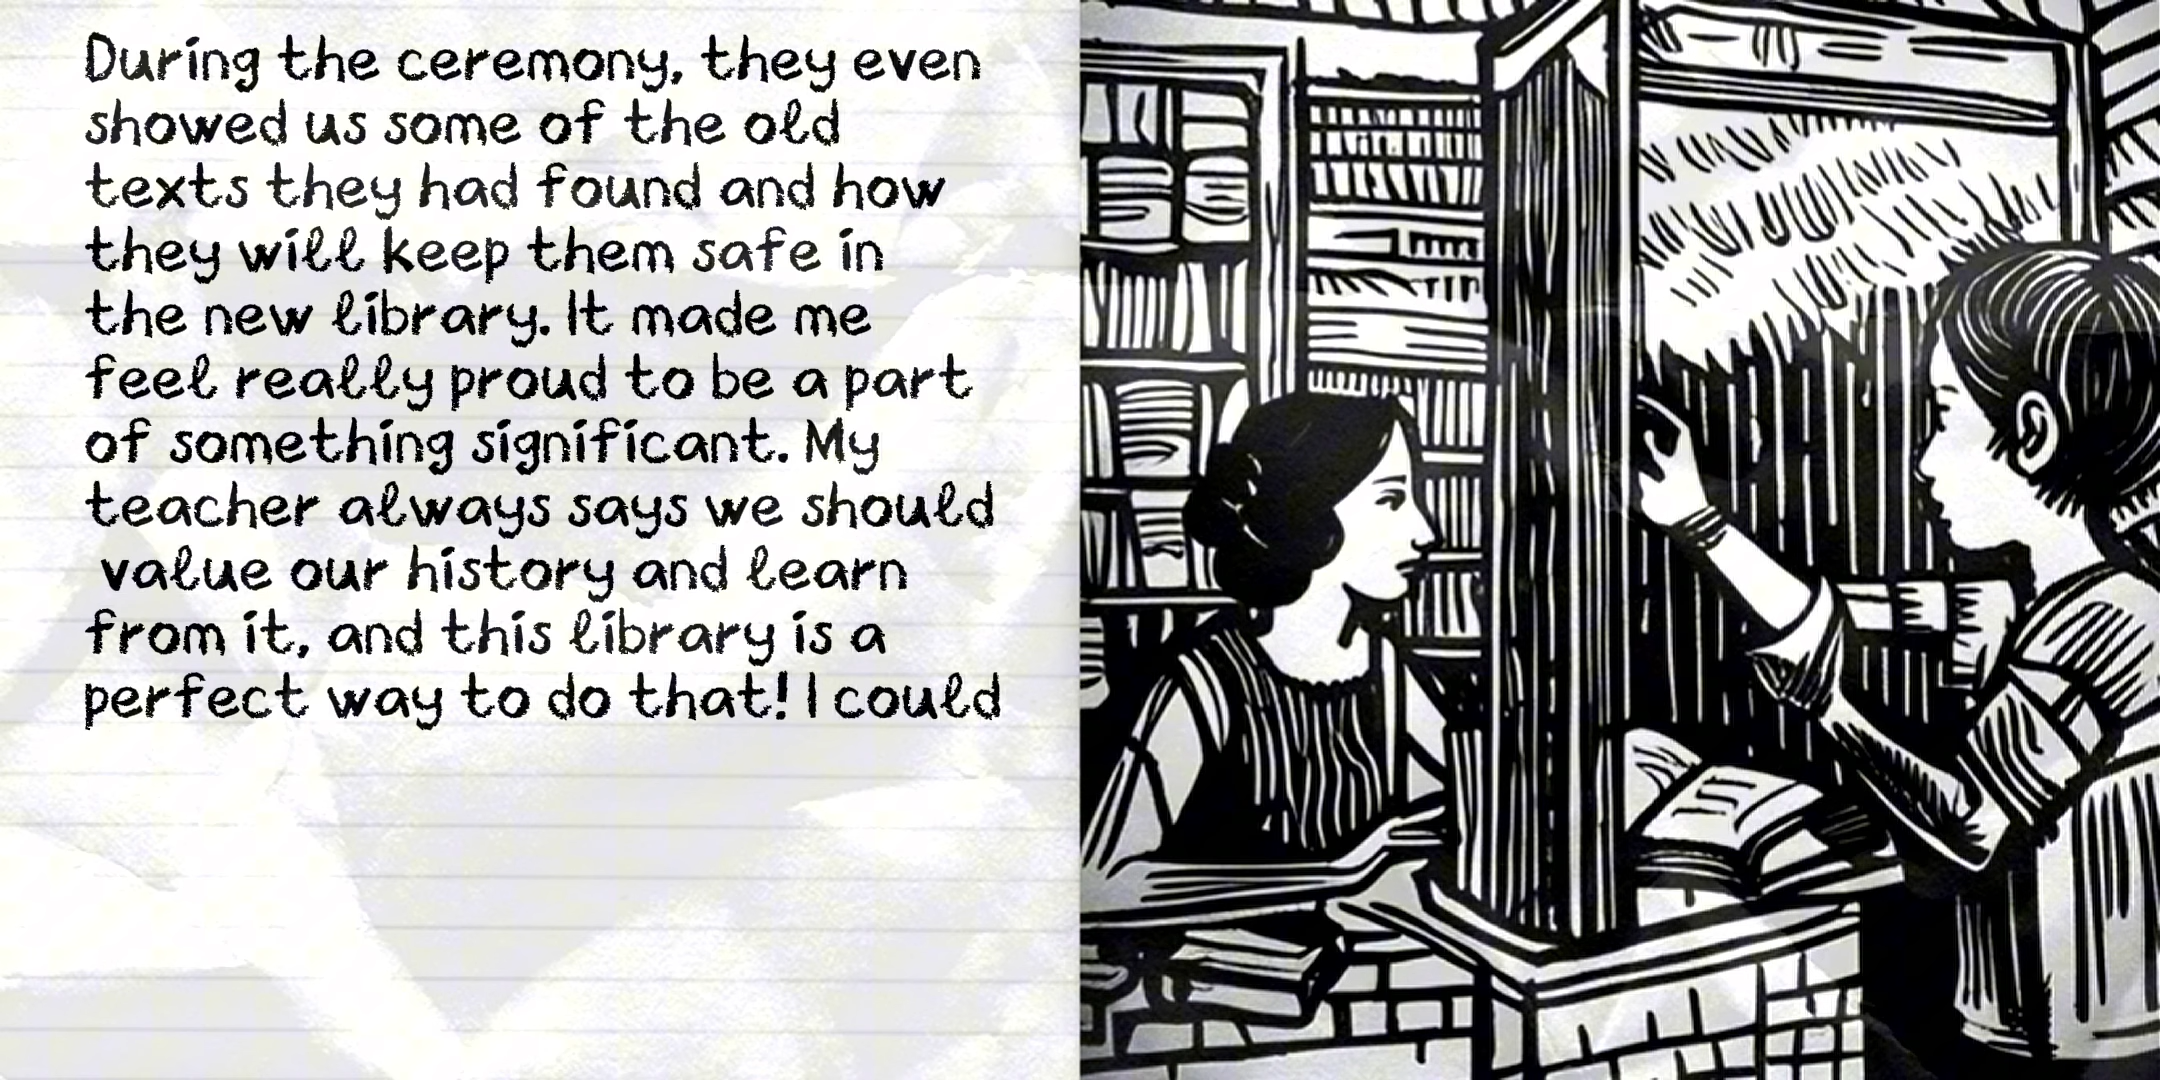 During the ceremony, they even
showed us some of the old
texts they had found and how
they will keep them safe in
the new library. It made me
feel really proud to be a part
of something significant. My
teacher always says we should
value our history and learn
from it, and this library is a
perfect way to do that! I could